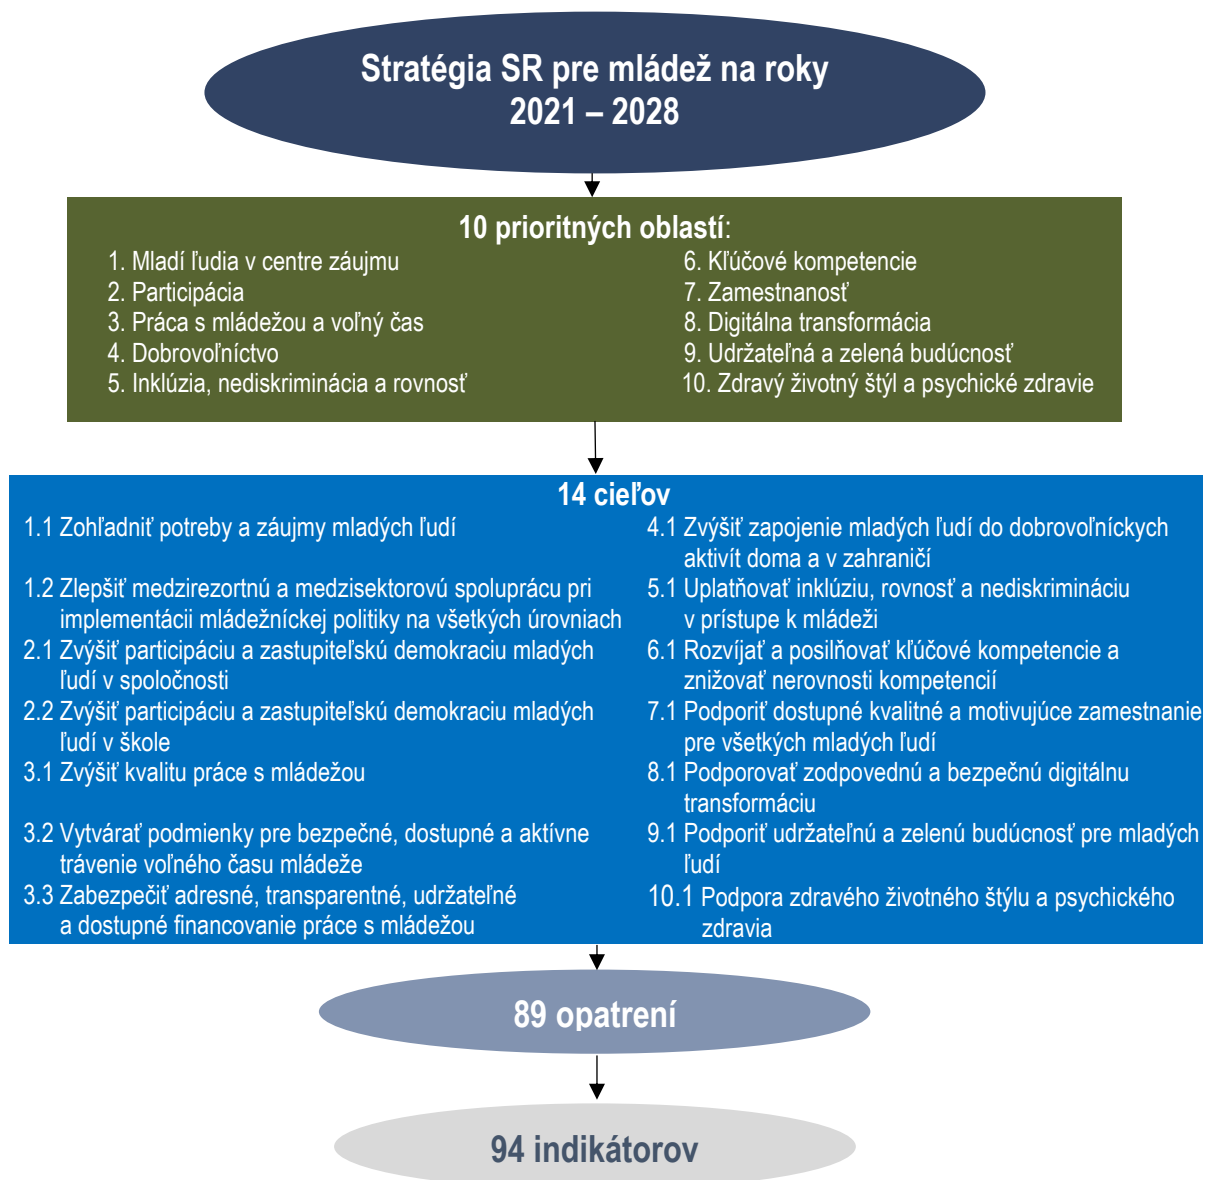 Stratégia SR pre mládež na roky
2021 – 2028
10 prioritných oblastí:
1. Mladí ľudia v centre záujmu
2. Participácia
3. Práca s mládežou a voľný čas
4. Dobrovoľníctvo
5. Inklúzia, nediskriminácia a rovnosť
6. Kľúčové kompetencie
7. Zamestnanosť
8. Digitálna transformácia
9. Udržateľná a zelená budúcnosť
10. Zdravý životný štýl a psychické zdravie
14 cieľov
1.1 Zohľadniť potreby a záujmy mladých ľudí
1.2 Zlepšiť medzirezortnú a medzisektorovú spoluprácu pri
implementácii mládežníckej politiky na všetkých úrovniach
2.1 Zvýšiť participáciu a zastupiteľskú demokraciu mladých
ľudí v spoločnosti
2.2 Zvýšiť participáciu a zastupiteľskú demokraciu mladých
ľudí v škole
3.1 Zvýšiť kvalitu práce s mládežou
3.2 Vytvárať podmienky pre bezpečné, dostupné a aktívne
trávenie voľného času mládeže
3.3 Zabezpečiť adresné, transparentné, udržateľné
a dostupné financovanie práce s mládežou
4.1 Zvýšiť zapojenie mladých ľudí do dobrovoľníckych
aktivít doma a v zahraničí
5.1 Uplatňovať inklúziu, rovnosť a nediskrimináciu
v prístupe k mládeži
6.1 Rozvíjať a posilňovať kľúčové kompetencie a
znižovať nerovnosti kompetencií
7.1 Podporiť dostupné kvalitné a motivujúce zamestnanie
pre všetkých mladých ľudí
8.1 Podporovať zodpovednú a bezpečnú digitálnu
transformáciu
9.1 Podporiť udržateľnú a zelenú budúcnosť pre mladých
ľudí
10.1 Podpora zdravého životného štýlu a psychického
zdravia
89 opatrení
94 indikátorov